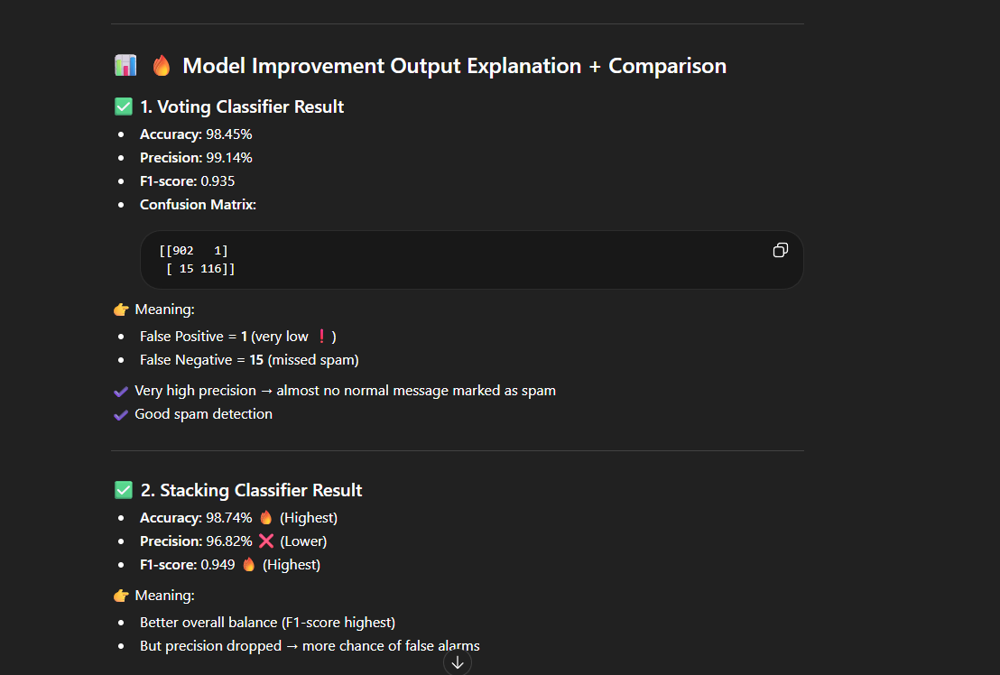 📊 🔥 Model Improvement Output Explanation + Comparison
✅ 1. Voting Classifier Result
• Accuracy: 98.45%
• Precision: 99.14%
• F1-score: 0.935
• Confusion Matrix:
[[902   1]
 [ 15 116]]
👉 Meaning:
• False Positive = 1 (very low ❗)
• False Negative = 15 (missed spam)
✔ Very high precision → almost no normal message marked as spam
✔ Good spam detection
✅ 2. Stacking Classifier Result
• Accuracy: 98.74% 🔥 (Highest)
• Precision: 96.82% ❌ (Lower)
• F1-score: 0.949 🔥 (Highest)
👉 Meaning:
• Better overall balance (F1-score highest)
• But precision dropped → more chance of false alarms